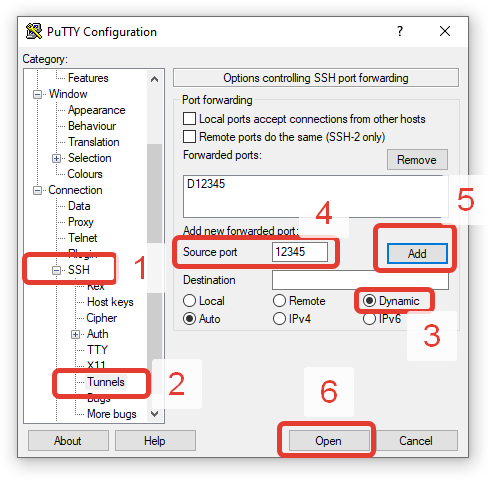 PuTTY Configuration
?
Category:
Features
Window
Appearance
Behaviour
Translation
Selection
Colours
Connection
Data
Proxy
Telnet
Rlogin
SSH
Kex
Host keys
Cipher
Auth
TTY
X11
Tunnels
Bugs
More bugs
Options controlling SSH port forwarding
Port forwarding
Local ports accept connections from other hosts
Remote ports do the same (SSH-2 only)
Forwarded ports:
Remove
D12345
Add new forwarded port:
Source port 12345
Add
Destination
Local Remote Dynamic
Auto IPv4 IPv6
1
2
3
4
5
6
About Help Open Cancel